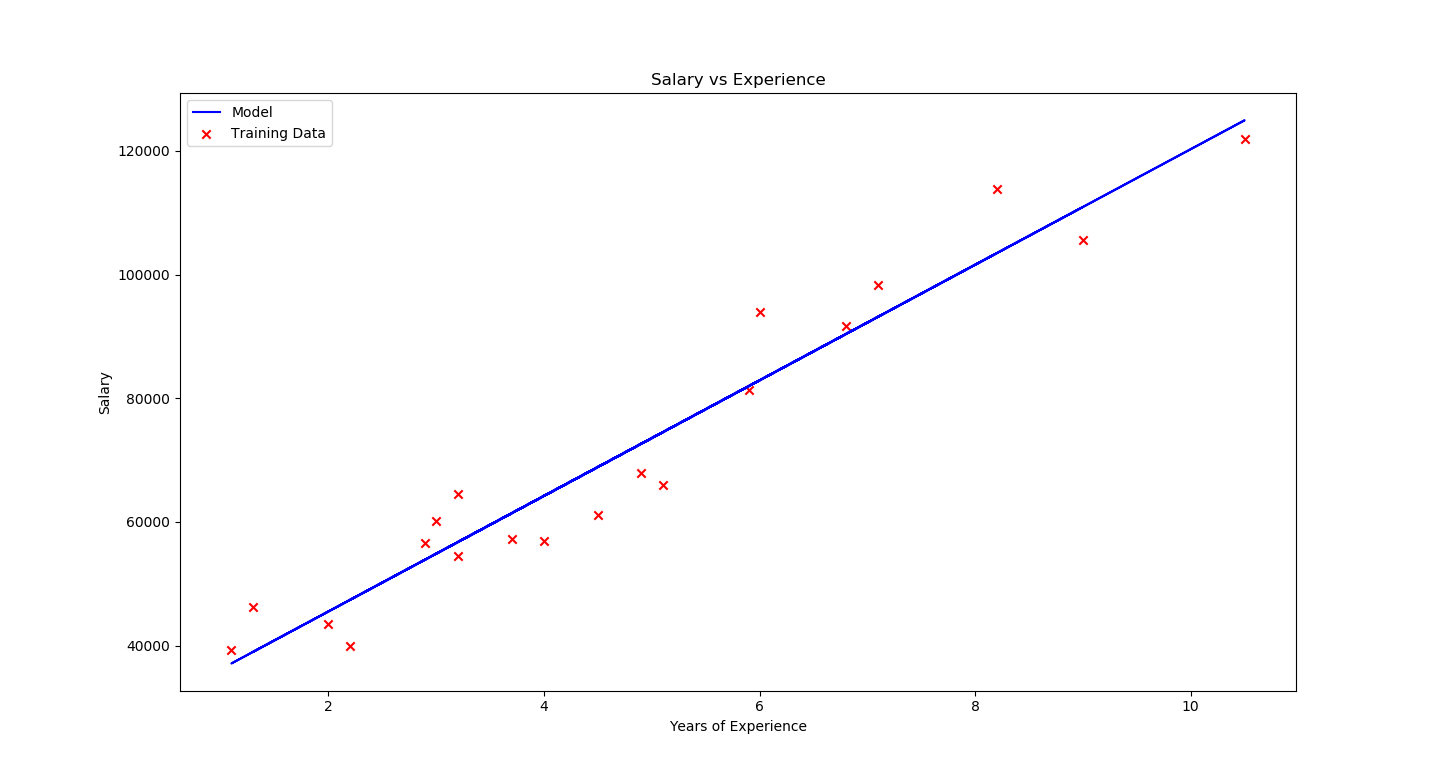 Salary vs Experience
Model
Training Data
120000
100000
80000
60000
40000
Salary
2 4 6 8 10
Years of Experience